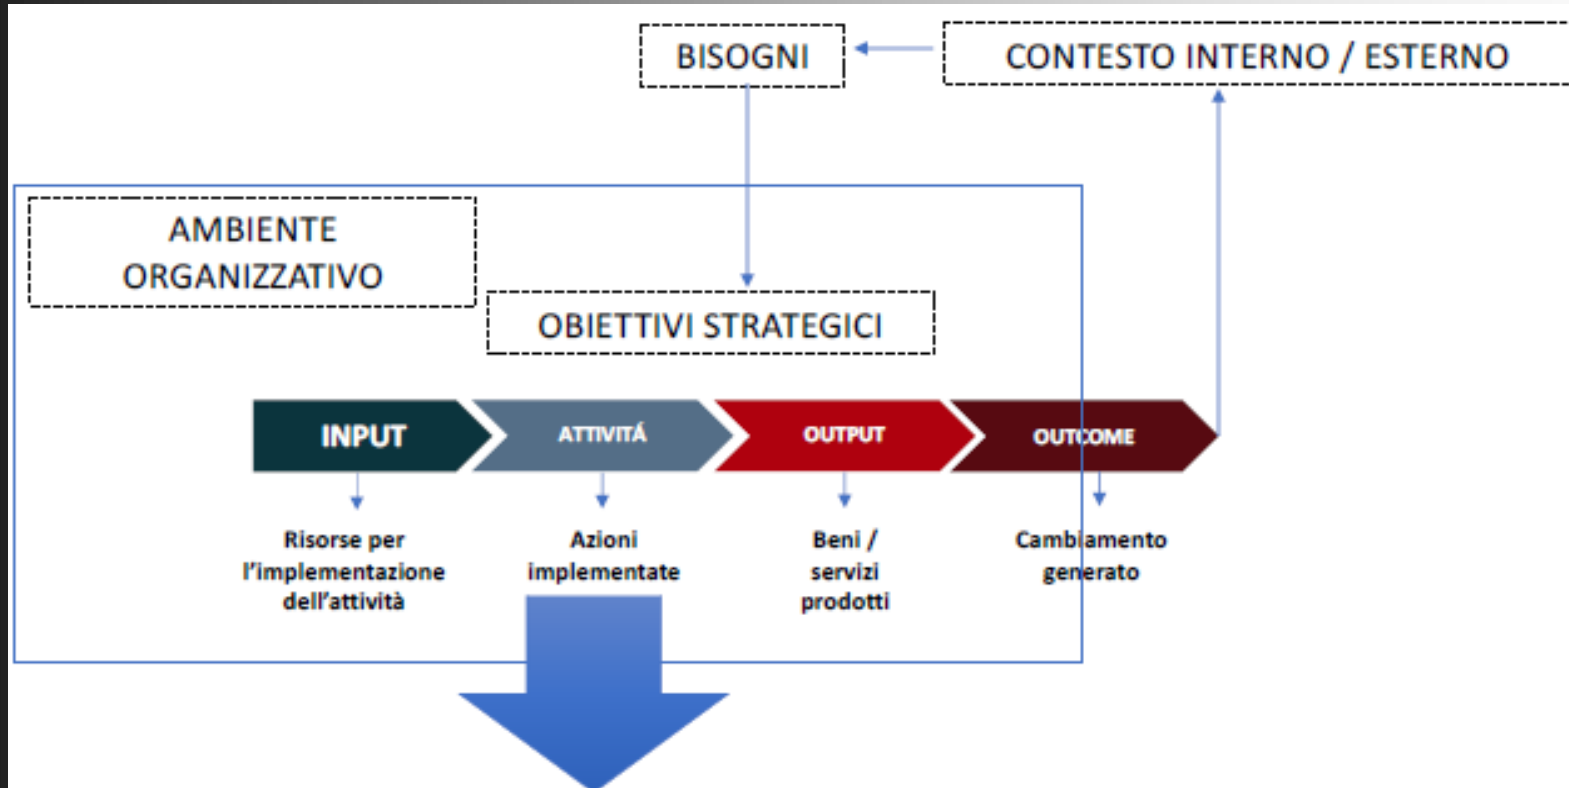 BISOGNI
CONTESTO INTERNO / ESTERNO
AMBIENTE
ORGANIZZATIVO
OBIETTIVI STRATEGICI
INPUT
ATTIVITÁ
OUTPUT
OUTCOME
Risorse per
l'implementazione
dell'attività
Azioni
implementate
Beni /
servizi
prodotti
Cambiamento
generato